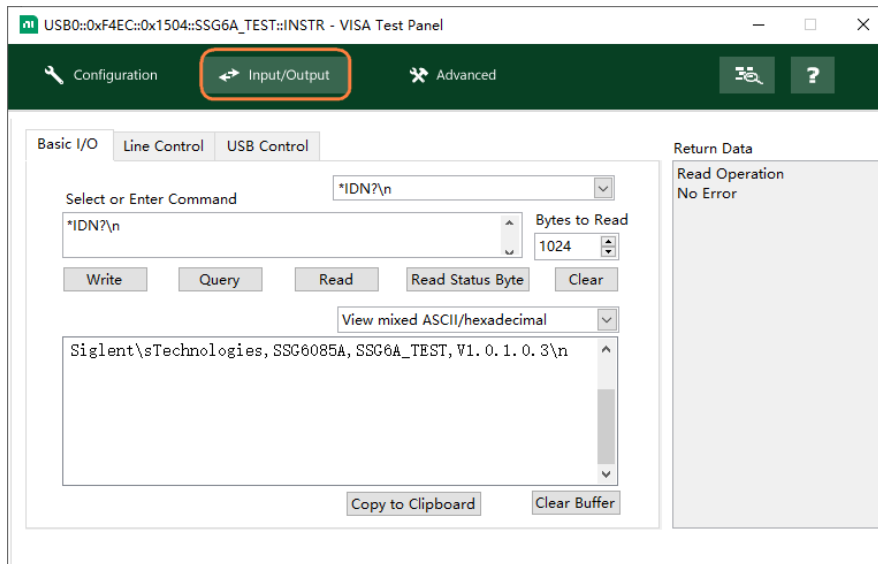 USB0::0xF4EC::0x1504::SSG6A_TEST::INSTR - VISA Test Panel
Configuration
Input/Output
Advanced
?
Basic I/O
Line Control
USB Control
Select or Enter Command
*IDN?\n
*IDN?\n
Bytes to Read
1024
Write
Query
Read
Read Status Byte
Clear
View mixed ASCII/hexadecimal
Siglent\sTechnologies,SSG6085A,SSG6A_TEST,V1.0.1.0.3\n
Copy to Clipboard
Clear Buffer
Return Data
Read Operation
No Error